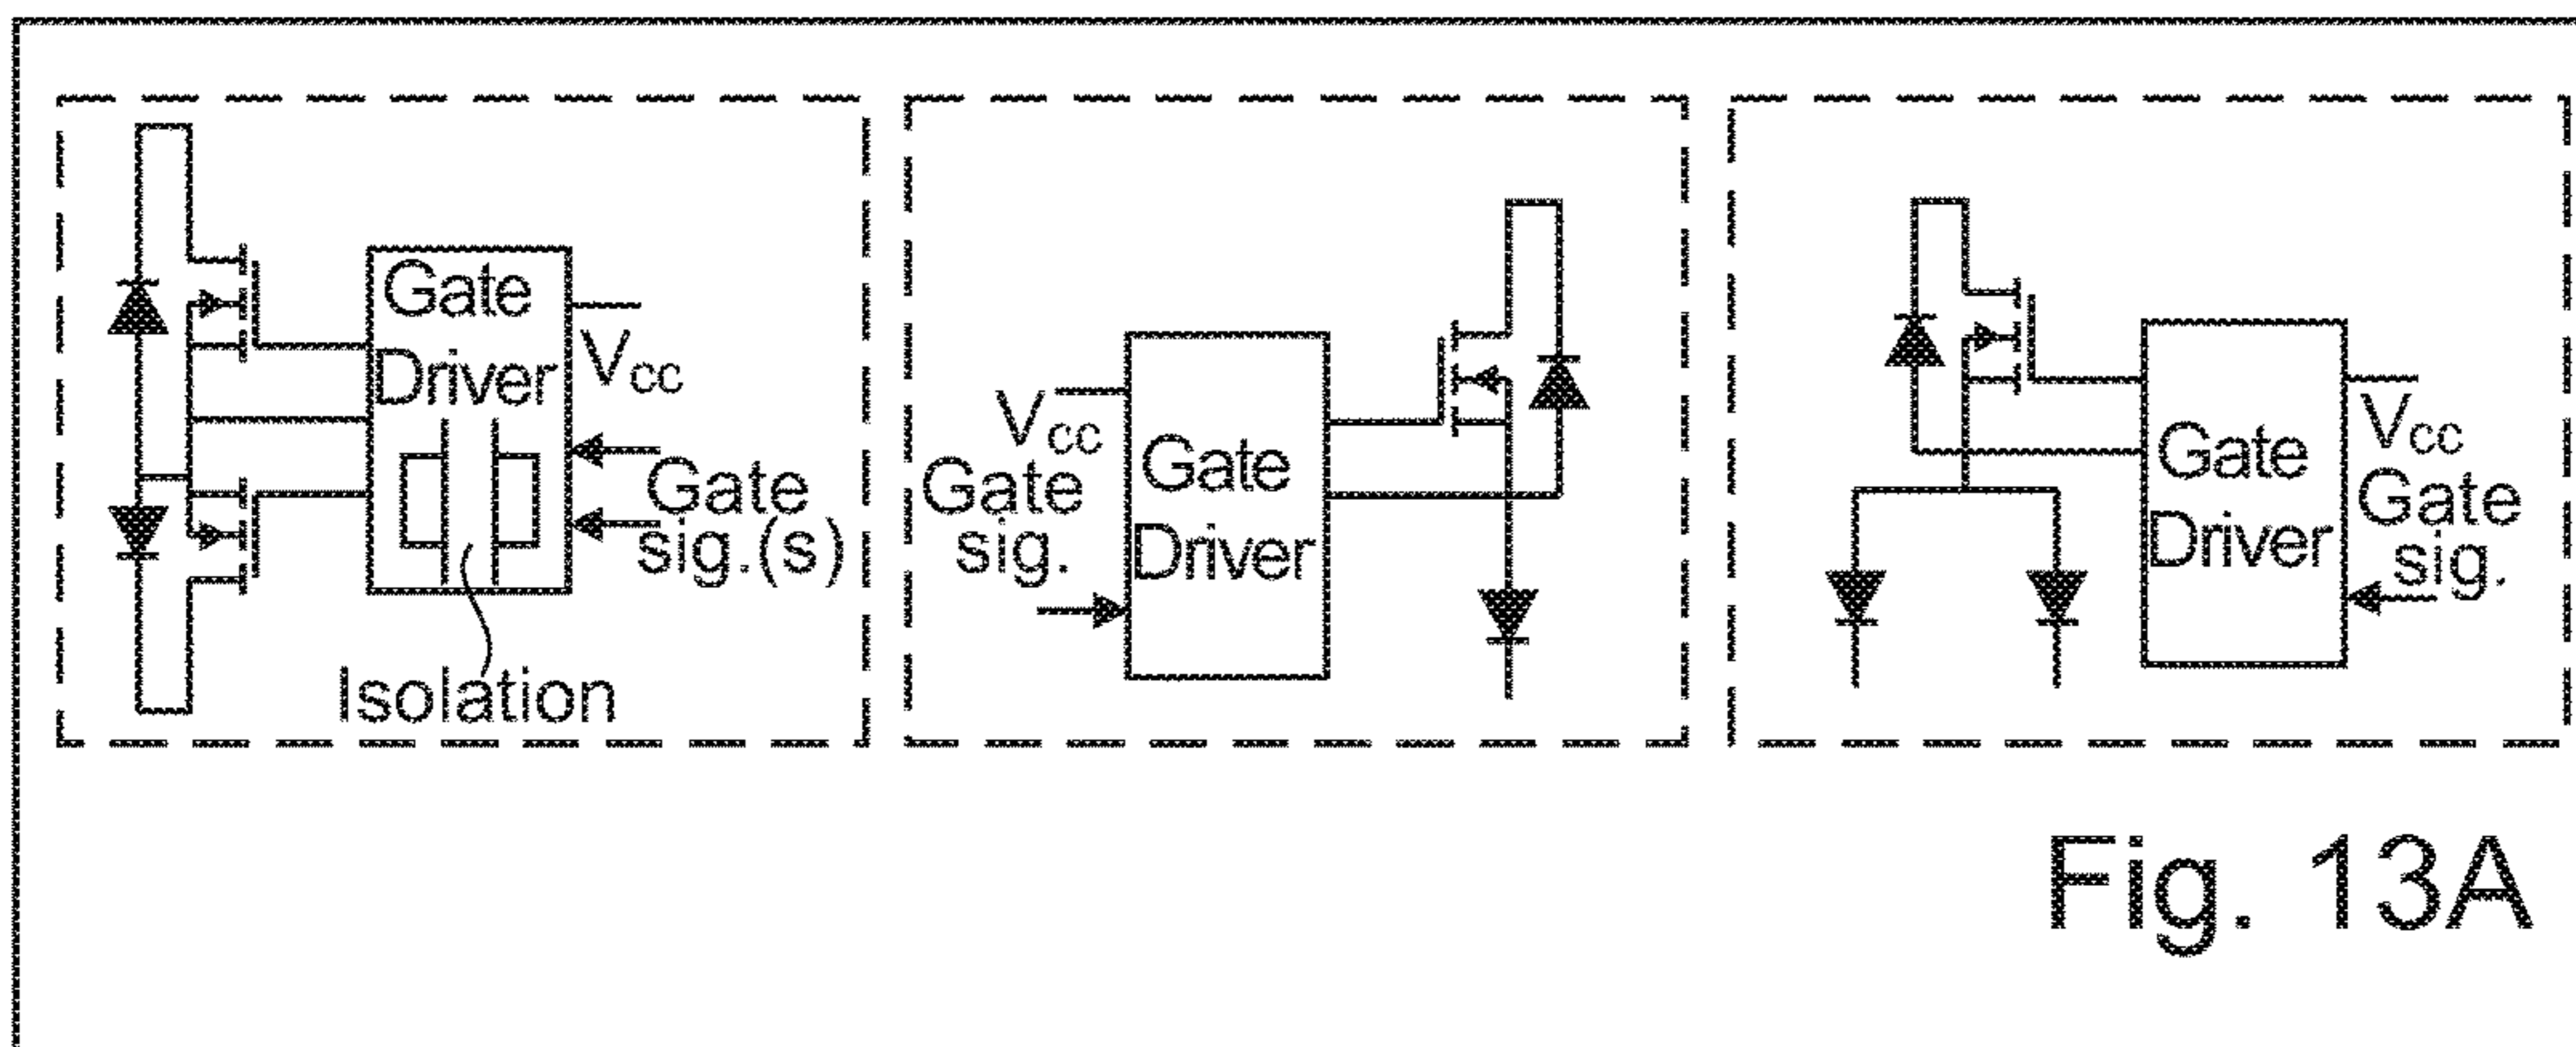 Gate
Driver
Vcc
Gate
sig.(s)
Isolation
Vcc
Gate
sig.
Gate
Driver
Gate
Driver
Vcc
Gate
sig.
Fig. 13A